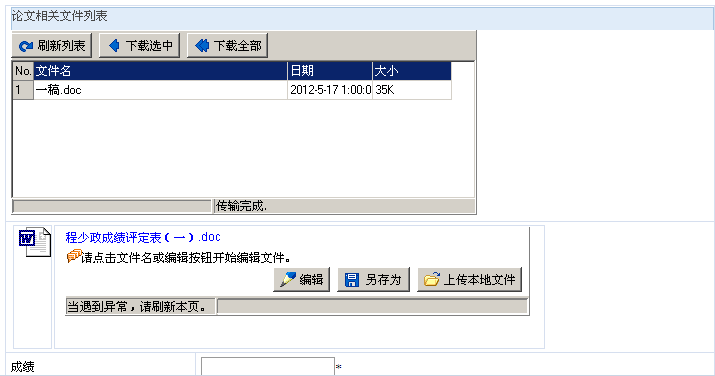 论文相关文件列表
刷新列表 下载选中 下载全部
No. 文件名 日期 大小
1 一稿.doc 2012-5-17 1:00:0 35K
传输完成.
程少政成绩评定表(一).doc
请点击文件名或编辑按钮开始编辑文件。
编辑 另存为 上传本地文件
当遇到异常,请刷新本页。
成绩 *